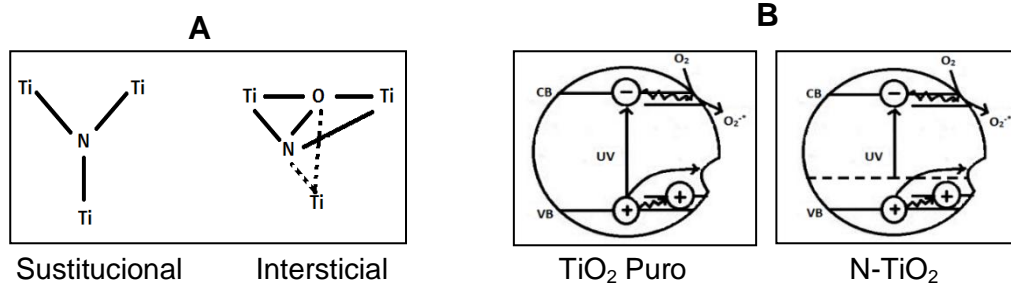 A
Ti Ti
N
Ti
Sustitucional
Ti O Ti
N
Ti
Intersticial
B
O₂
CB
O₂⁻•
UV
VB
TiO₂ Puro
O₂
CB
O₂⁻•
UV
VB
N-TiO₂